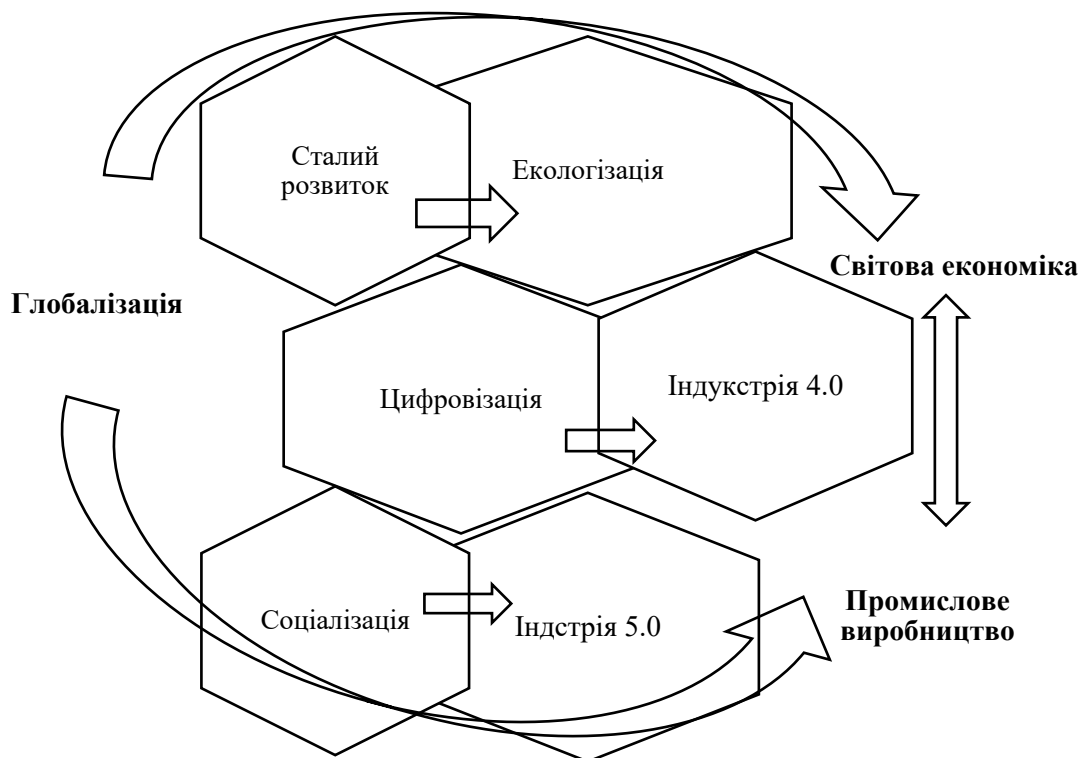 Сталий
розвиток
Екологізація
Світова економіка
Глобалізація
Цифровізація
Індукстрія 4.0
Соціалізація
Індстрія 5.0
Промислове
виробництво